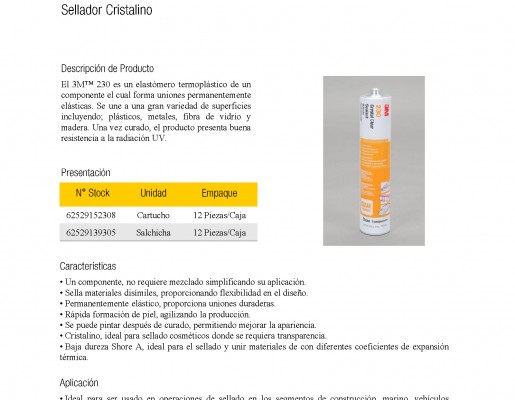 Sellador Cristalino
Descripción de Producto
El 3M™ 230 es un elastómero termoplástico de un
componente el cual forma uniones permanentemente
elásticas. Se une a una gran variedad de superficies
incluyendo; plásticos, metales, fibra de vidrio y
madera. Una vez curado, el producto presenta buena
resistencia a la radiación UV.
3M
230
Crystal Clear
Sealant
Presentación
N° Stock Unidad Empaque
62529152308 Cartucho 12 Piezas/Caja
62529139305 Salchicha 12 Piezas/Caja
Características
• Un componente, no requiere mezclado simplificando su aplicación.
• Sella materiales disímiles, proporcionando flexibilidad en el diseño.
• Permanentemente elástico, proporciona uniones duraderas.
• Rápida formación de piel, agilizando la producción.
• Se puede pintar después de curado, permitiendo mejorar la apariencia.
• Cristalino, ideal para sellado cosméticos donde se requiera transparencia.
• Baja dureza Shore A, ideal para el sellado y unir materiales de con diferentes coeficientes de expansión
térmica.
Aplicación
• Ideal para ser usado en operaciones de sellado en los segmentos de construcción, marino, vehículos